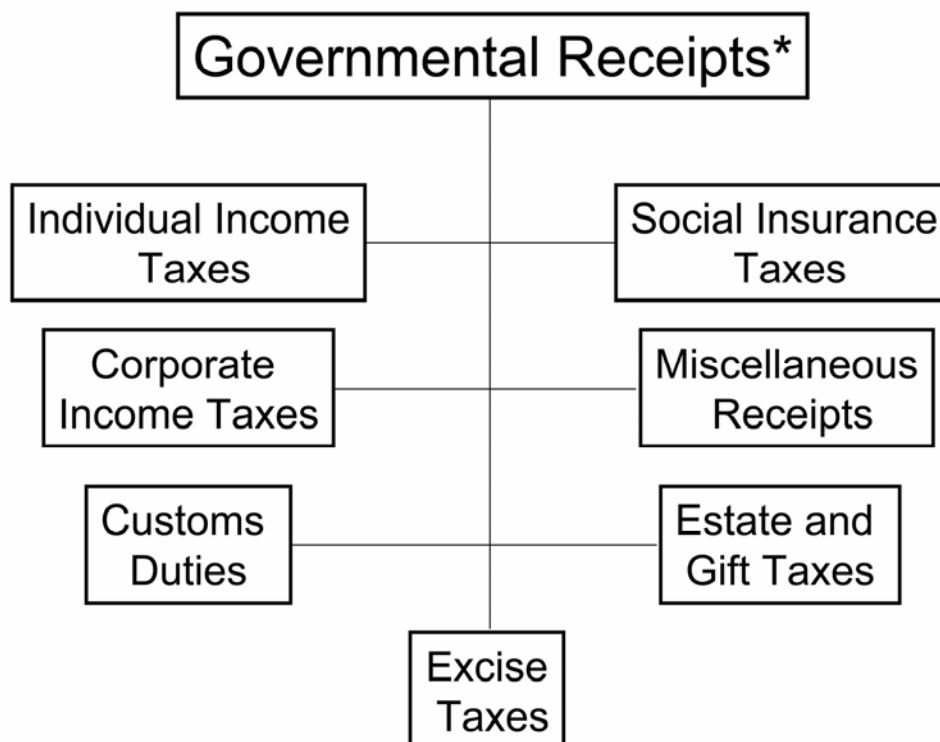 Governmental Receipts*
Individual Income
Taxes
Social Insurance
Taxes
Corporate
Income Taxes
Miscellaneous
Receipts
Customs
Duties
Estate and
Gift Taxes
Excise
Taxes